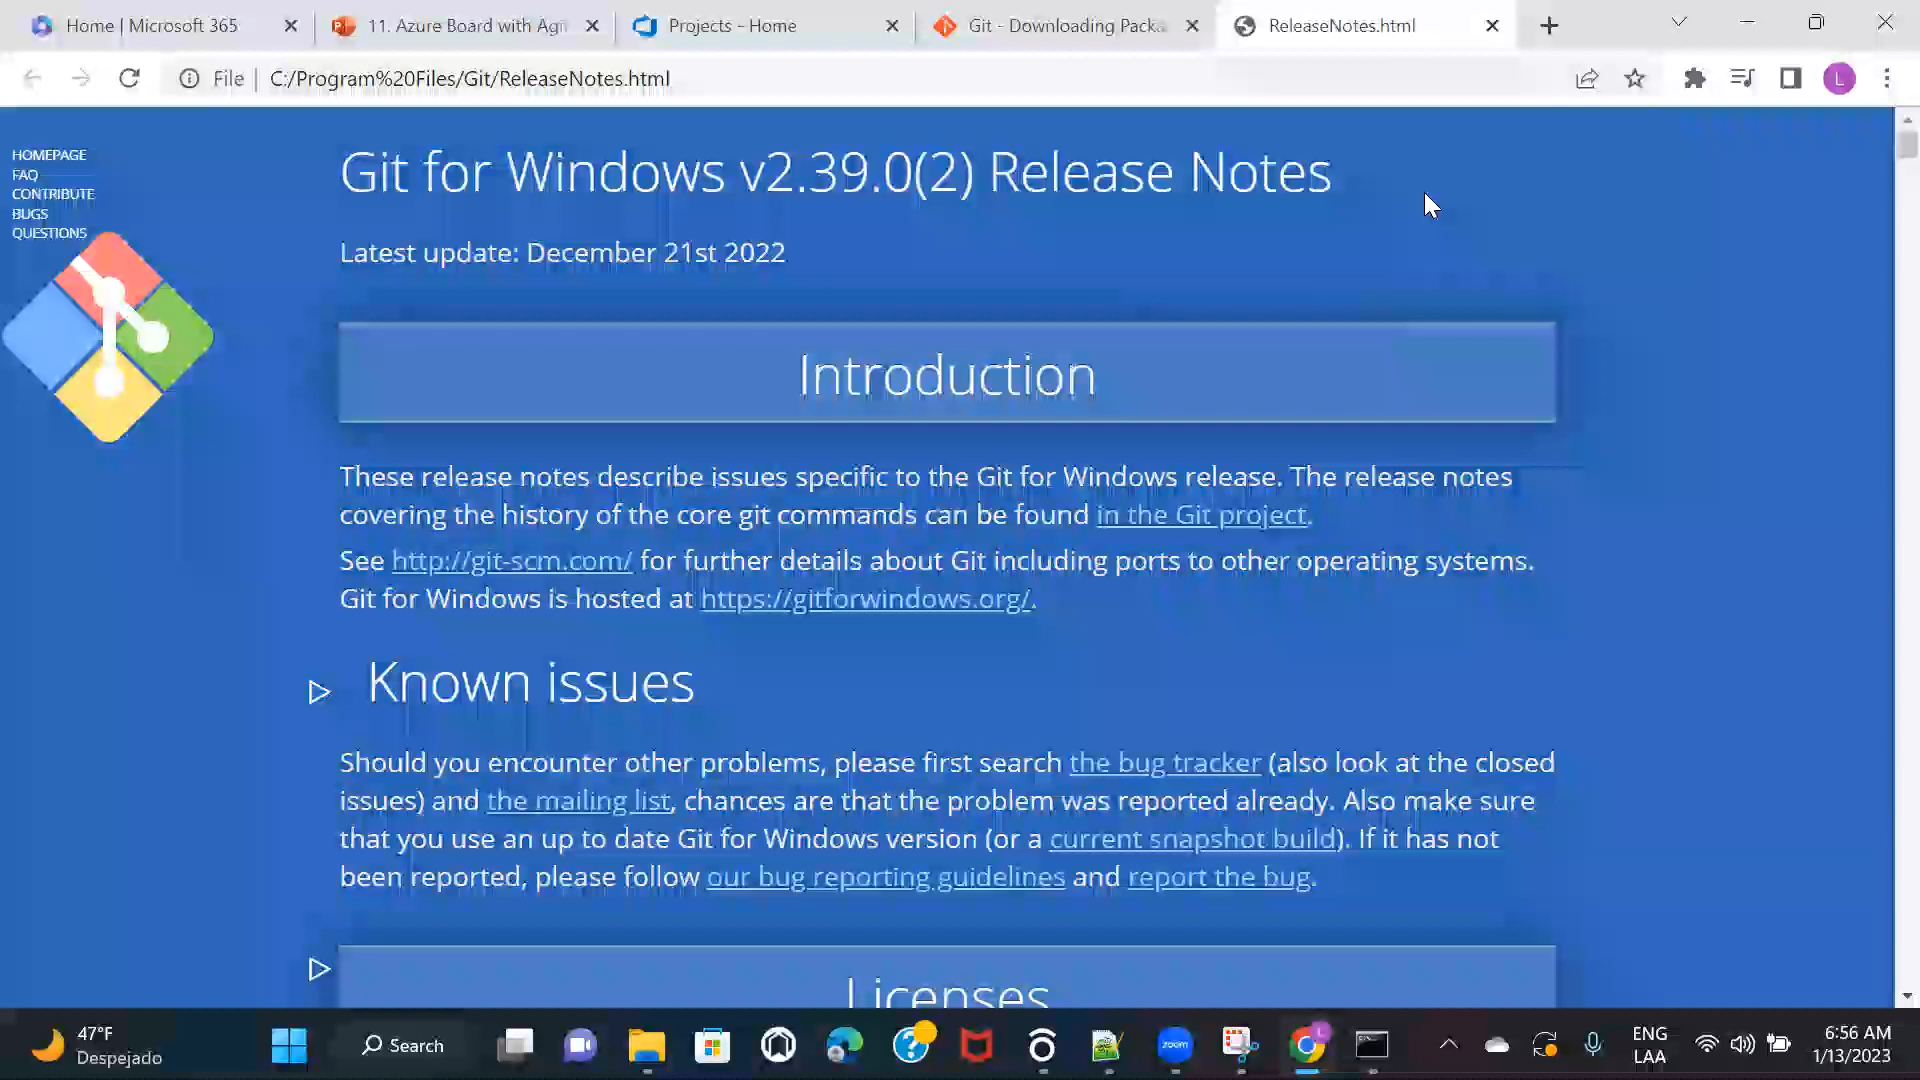 Home | Microsoft 365
11. Azure Board with Agi
Projects - Home
Git - Downloading Packa
ReleaseNotes.html
File
C:/Program%20Files/Git/ReleaseNotes.html
L
HOMEPAGE
FAQ
CONTRIBUTE
BUGS
QUESTIONS
Git for Windows v2.39.0(2) Release Notes
Latest update: December 21st 2022
Introduction
These release notes describe issues specific to the Git for Windows release. The release notes
covering the history of the core git commands can be found in the Git project.
See http://git-scm.com/ for further details about Git including ports to other operating systems.
Git for Windows is hosted at https://gitforwindows.org/.
Known issues
Should you encounter other problems, please first search the bug tracker (also look at the closed
issues) and the mailing list, chances are that the problem was reported already. Also make sure
that you use an up to date Git for Windows version (or a current snapshot build). If it has not
been reported, please follow our bug reporting guidelines and report the bug.
Licenses
47°F
Despejado
Search
zoom
L
ENG
LAA
6:56 AM
1/13/2023